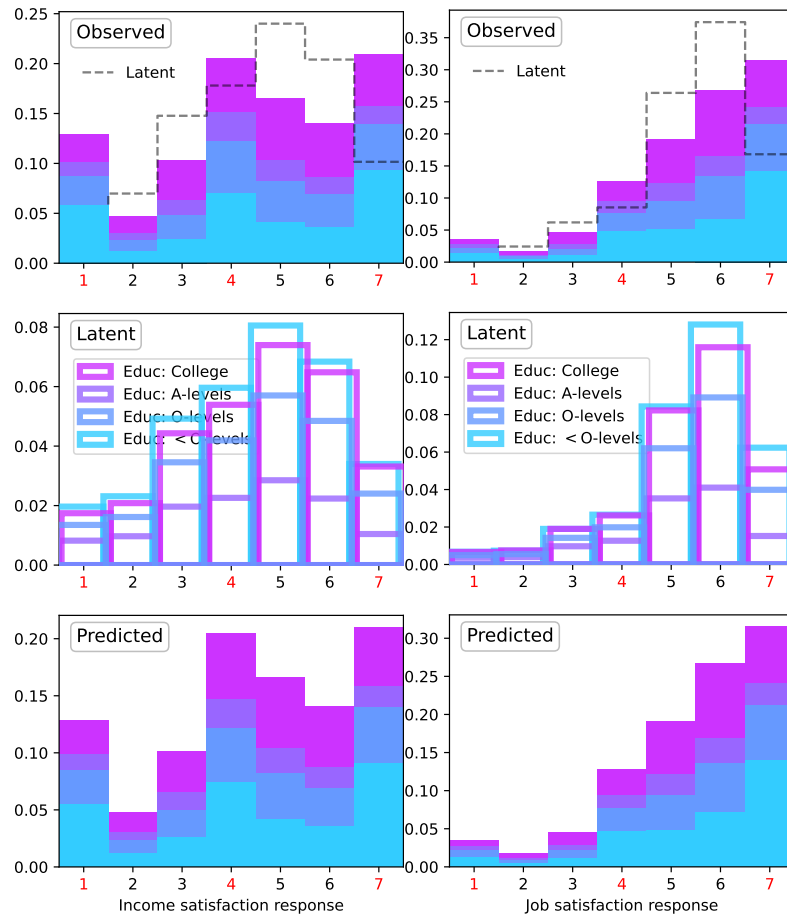 Observed
Latent
0.25
0.20
0.15
0.10
0.05
0.00
1 2 3 4 5 6 7
Observed
Latent
0.35
0.30
0.25
0.20
0.15
0.10
0.05
0.00
1 2 3 4 5 6 7
Latent
Educ: College
Educ: A-levels
Educ: O-levels
Educ: < O-levels
0.08
0.06
0.04
0.02
0.00
1 2 3 4 5 6 7
Latent
Educ: College
Educ: A-levels
Educ: O-levels
Educ: < O-levels
0.12
0.10
0.08
0.06
0.04
0.02
0.00
1 2 3 4 5 6 7
Predicted
0.20
0.15
0.10
0.05
0.00
1 2 3 4 5 6 7
Income satisfaction response
Predicted
0.30
0.25
0.20
0.15
0.10
0.05
0.00
1 2 3 4 5 6 7
Job satisfaction response